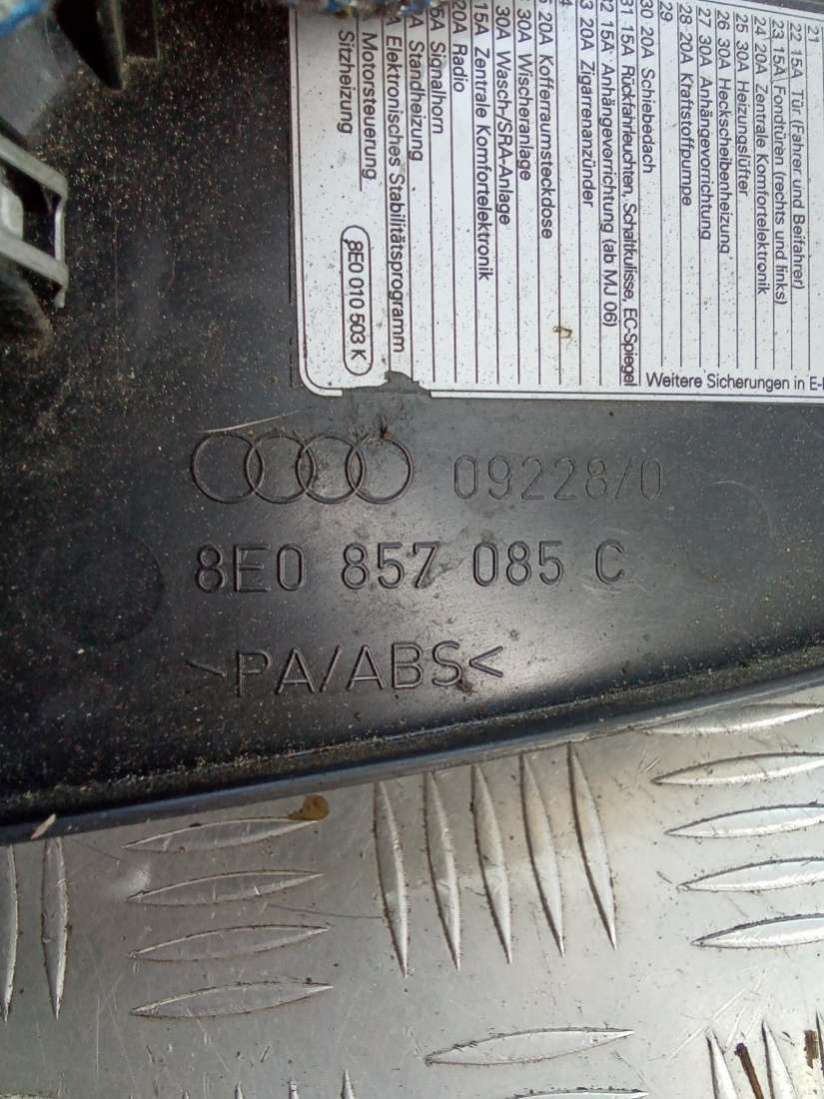 21
22 15A Tür (Fahrer und Beifahrer)
23 15A Fondtüren (rechts und links)
24 20A Zentrale Komfortelektronik
25 30A Heizungslüfter
26 30A Heckscheibenheizung
27 30A Anhängevorrichtung
28 20A Kraftstoffpumpe
29
30 20A Schiebedach
31 15A Rückfahrleuchten, Schaltkulisse, EC-Spiegel
2 15A Anhängevorrichtung (ab MJ 06)
3 20A Zigarrenanzünder
4
20A Kofferraumsteckdose
30A Wischeranlage
30A Wasch-/SRA-Anlage
15A Zentrale Komfortelektronik
20A Radio
5A Signalhorn
A Standheizung
A Elektronisches Stabilitätsprogramm
Motorsteuerung
Sitzheizung
8E0 010 503 K
Weitere Sicherungen in E-
09228/0
8E0 857 085 C
>PA/ABS<